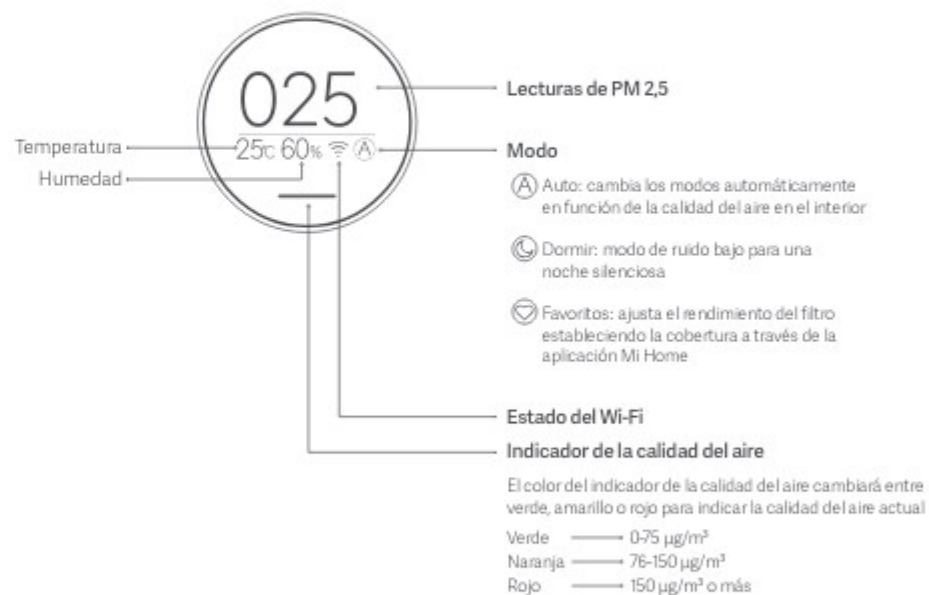 025
Lecturas de PM 2,5
Temperatura
25℃ 60%
Humedad
Modo
A Auto: cambia los modos automáticamente
en función de la calidad del aire en el interior
Dormir: modo de ruido bajo para una
noche silenciosa
Favoritos: ajusta el rendimiento del filtro
estableciendo la cobertura a través de la
aplicación Mi Home
Estado del Wi-Fi
Indicador de la calidad del aire
El color del indicador de la calidad del aire cambiará entre
verde, amarillo o rojo para indicar la calidad del aire actual
Verde 0-75 µg/m³
Naranja 76-150 µg/m³
Rojo 150 µg/m³ o más